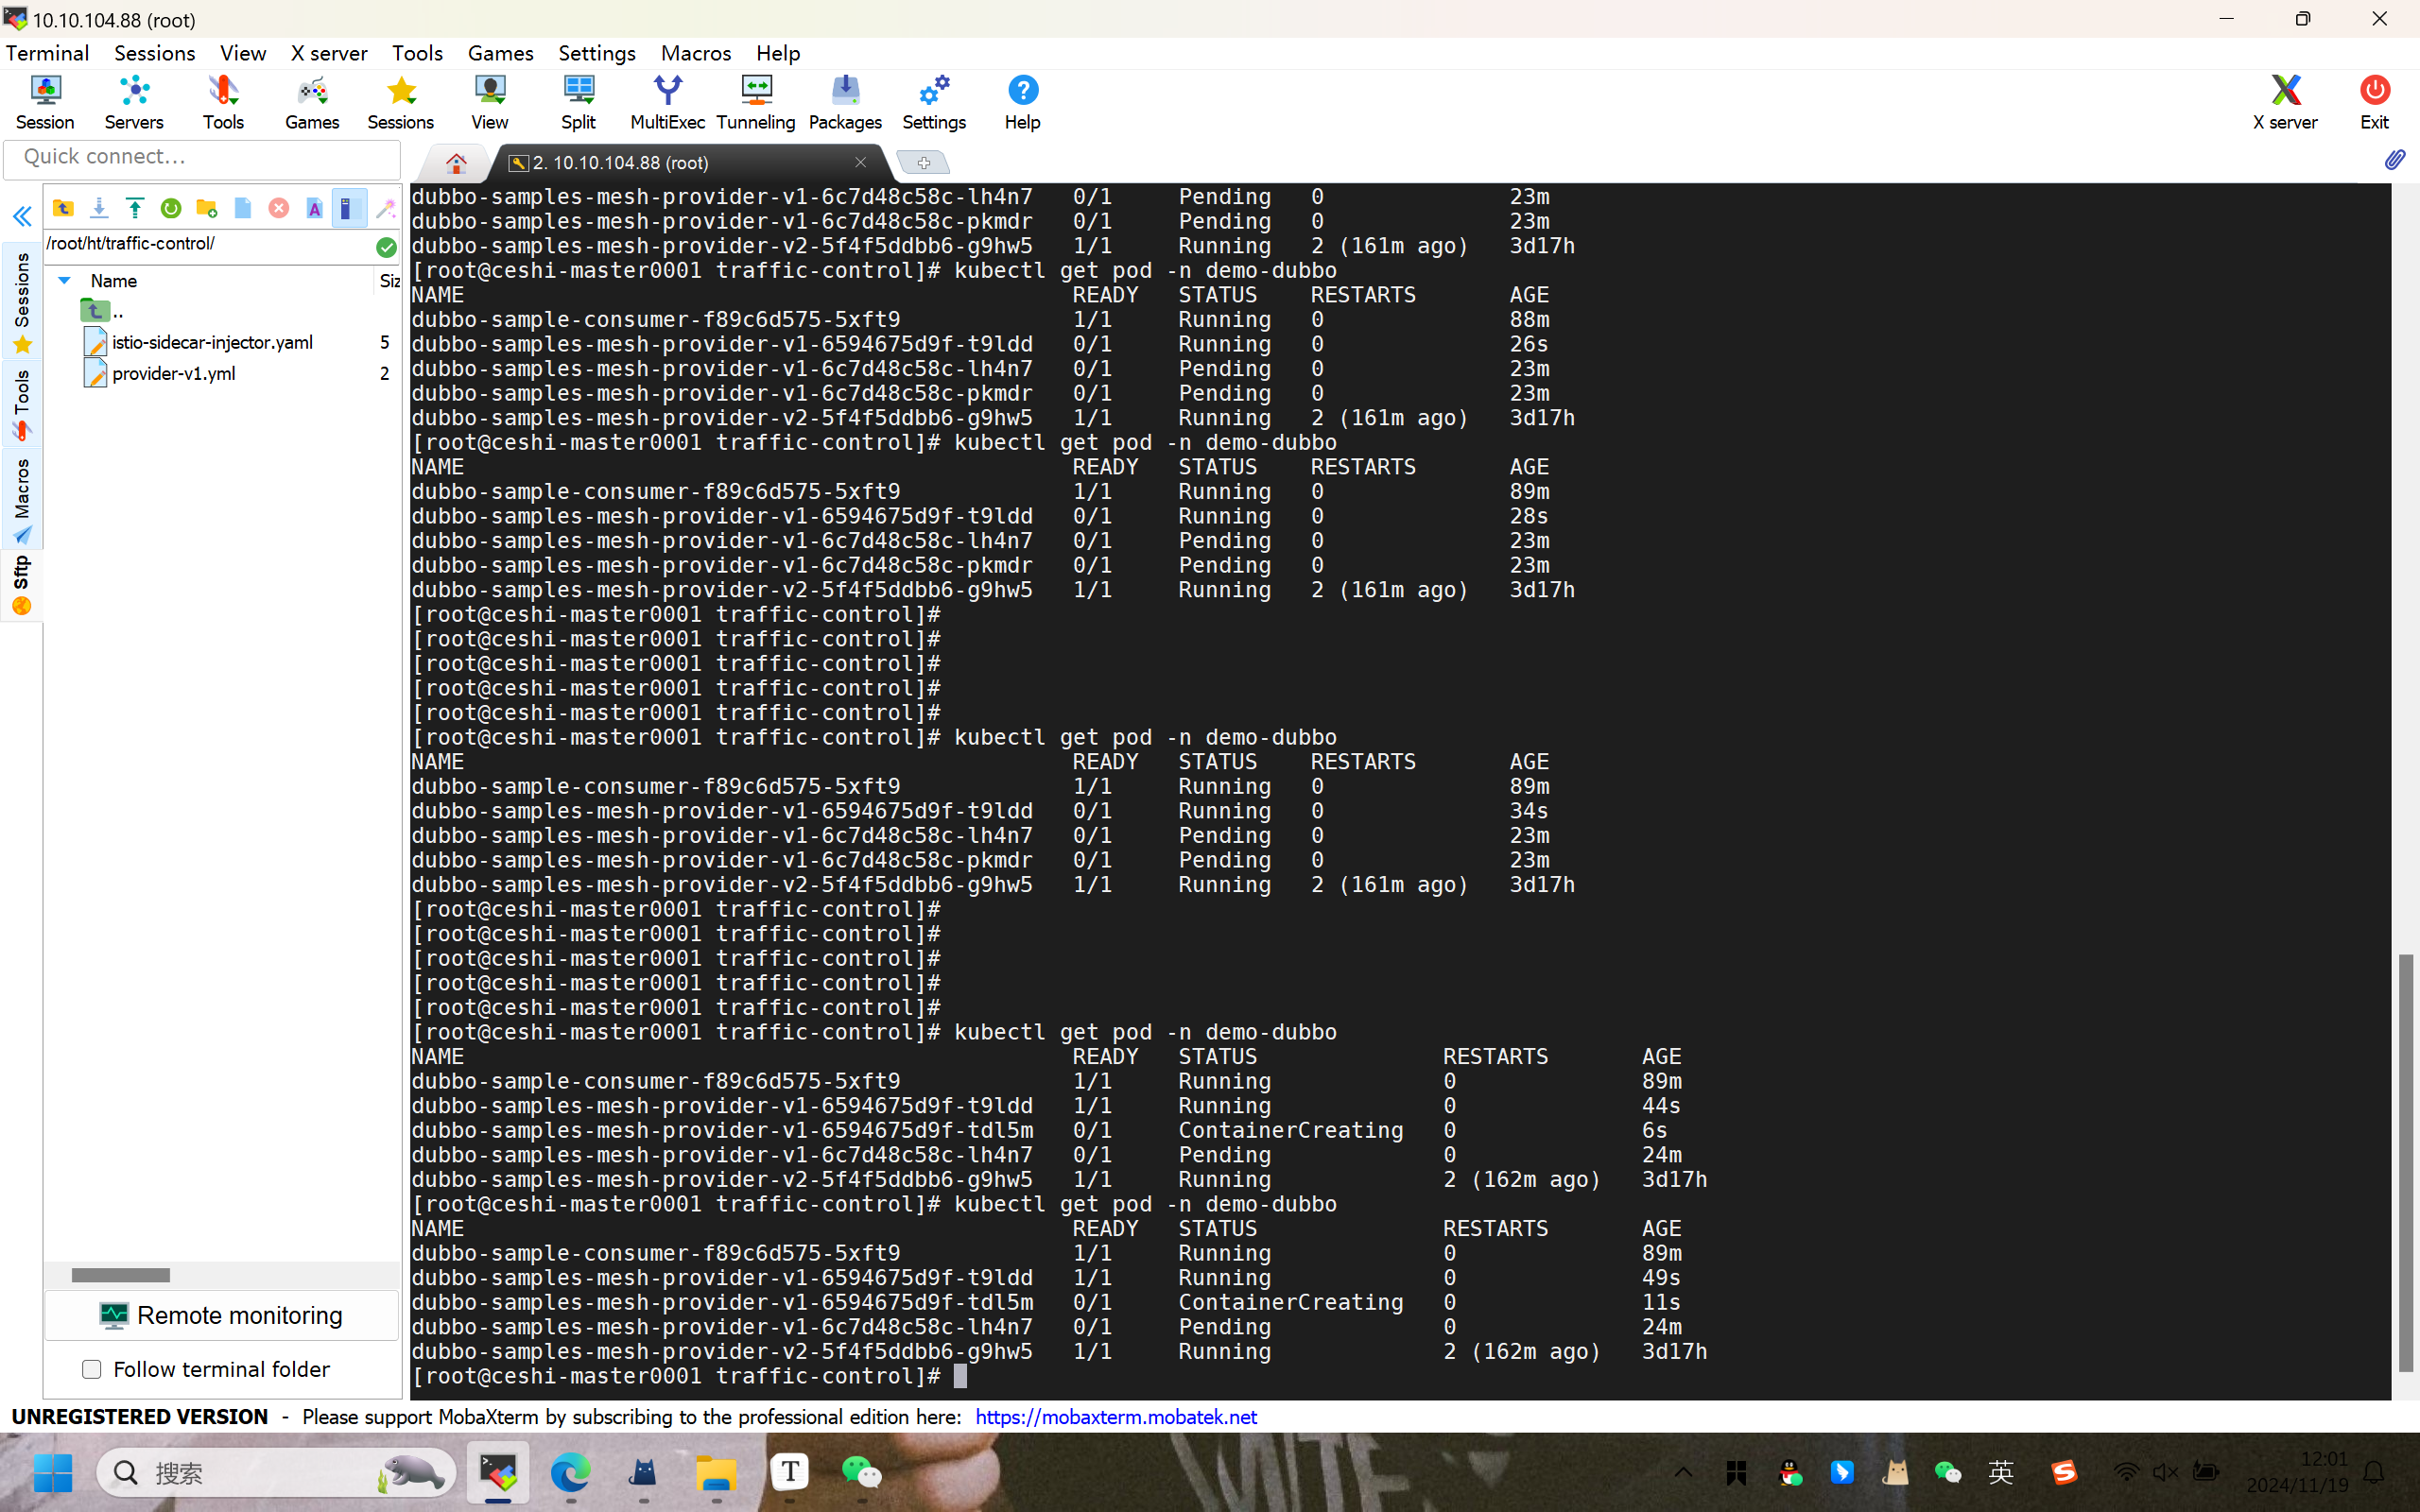 10.10.104.88 (root)
Terminal Sessions View X server Tools Games Settings Macros Help
Session Servers Tools Games Sessions View Split MultiExec Tunneling Packages Settings Help X server Exit
Quick connect...
2. 10.10.104.88 (root)
/root/ht/traffic-control/
Name Siz
..
istio-sidecar-injector.yaml 5
provider-v1.yml 2
Sessions
Tools
Macros
Sftp
Remote monitoring
Follow terminal folder
dubbo-samples-mesh-provider-v1-6c7d48c58c-lh4n7 0/1 Pending 0 23m
dubbo-samples-mesh-provider-v1-6c7d48c58c-pkmdr 0/1 Pending 0 23m
dubbo-samples-mesh-provider-v2-5f4f5ddbb6-g9hw5 1/1 Running 2 (161m ago) 3d17h
[root@ceshi-master0001 traffic-control]# kubectl get pod -n demo-dubbo
NAME READY STATUS RESTARTS AGE
dubbo-sample-consumer-f89c6d575-5xft9 1/1 Running 0 88m
dubbo-samples-mesh-provider-v1-6594675d9f-t9ldd 0/1 Running 0 26s
dubbo-samples-mesh-provider-v1-6c7d48c58c-lh4n7 0/1 Pending 0 23m
dubbo-samples-mesh-provider-v1-6c7d48c58c-pkmdr 0/1 Pending 0 23m
dubbo-samples-mesh-provider-v2-5f4f5ddbb6-g9hw5 1/1 Running 2 (161m ago) 3d17h
[root@ceshi-master0001 traffic-control]# kubectl get pod -n demo-dubbo
NAME READY STATUS RESTARTS AGE
dubbo-sample-consumer-f89c6d575-5xft9 1/1 Running 0 89m
dubbo-samples-mesh-provider-v1-6594675d9f-t9ldd 0/1 Running 0 28s
dubbo-samples-mesh-provider-v1-6c7d48c58c-lh4n7 0/1 Pending 0 23m
dubbo-samples-mesh-provider-v1-6c7d48c58c-pkmdr 0/1 Pending 0 23m
dubbo-samples-mesh-provider-v2-5f4f5ddbb6-g9hw5 1/1 Running 2 (161m ago) 3d17h
[root@ceshi-master0001 traffic-control]#
[root@ceshi-master0001 traffic-control]#
[root@ceshi-master0001 traffic-control]#
[root@ceshi-master0001 traffic-control]#
[root@ceshi-master0001 traffic-control]#
[root@ceshi-master0001 traffic-control]# kubectl get pod -n demo-dubbo
NAME READY STATUS RESTARTS AGE
dubbo-sample-consumer-f89c6d575-5xft9 1/1 Running 0 89m
dubbo-samples-mesh-provider-v1-6594675d9f-t9ldd 0/1 Running 0 34s
dubbo-samples-mesh-provider-v1-6c7d48c58c-lh4n7 0/1 Pending 0 23m
dubbo-samples-mesh-provider-v1-6c7d48c58c-pkmdr 0/1 Pending 0 23m
dubbo-samples-mesh-provider-v2-5f4f5ddbb6-g9hw5 1/1 Running 2 (161m ago) 3d17h
[root@ceshi-master0001 traffic-control]#
[root@ceshi-master0001 traffic-control]#
[root@ceshi-master0001 traffic-control]#
[root@ceshi-master0001 traffic-control]#
[root@ceshi-master0001 traffic-control]#
[root@ceshi-master0001 traffic-control]# kubectl get pod -n demo-dubbo
NAME READY STATUS RESTARTS AGE
dubbo-sample-consumer-f89c6d575-5xft9 1/1 Running 0 89m
dubbo-samples-mesh-provider-v1-6594675d9f-t9ldd 1/1 Running 0 44s
dubbo-samples-mesh-provider-v1-6594675d9f-tdl5m 0/1 ContainerCreating 0 6s
dubbo-samples-mesh-provider-v1-6c7d48c58c-lh4n7 0/1 Pending 0 24m
dubbo-samples-mesh-provider-v2-5f4f5ddbb6-g9hw5 1/1 Running 2 (162m ago) 3d17h
[root@ceshi-master0001 traffic-control]# kubectl get pod -n demo-dubbo
NAME READY STATUS RESTARTS AGE
dubbo-sample-consumer-f89c6d575-5xft9 1/1 Running 0 89m
dubbo-samples-mesh-provider-v1-6594675d9f-t9ldd 1/1 Running 0 49s
dubbo-samples-mesh-provider-v1-6594675d9f-tdl5m 0/1 ContainerCreating 0 11s
dubbo-samples-mesh-provider-v1-6c7d48c58c-lh4n7 0/1 Pending 0 24m
dubbo-samples-mesh-provider-v2-5f4f5ddbb6-g9hw5 1/1 Running 2 (162m ago) 3d17h
[root@ceshi-master0001 traffic-control]#
UNREGISTERED VERSION - Please support MobaXterm by subscribing to the professional edition here: https://mobaxterm.mobatek.net
搜索
英
12:01
2024/11/19